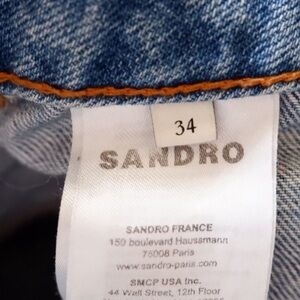 34
SANDRO
SANDRO FRANCE
150 boulevard Haussmann
75008 Paris
www.sandro-paris.com
SMCP USA Inc.
44 Wall Street, 12th Floor